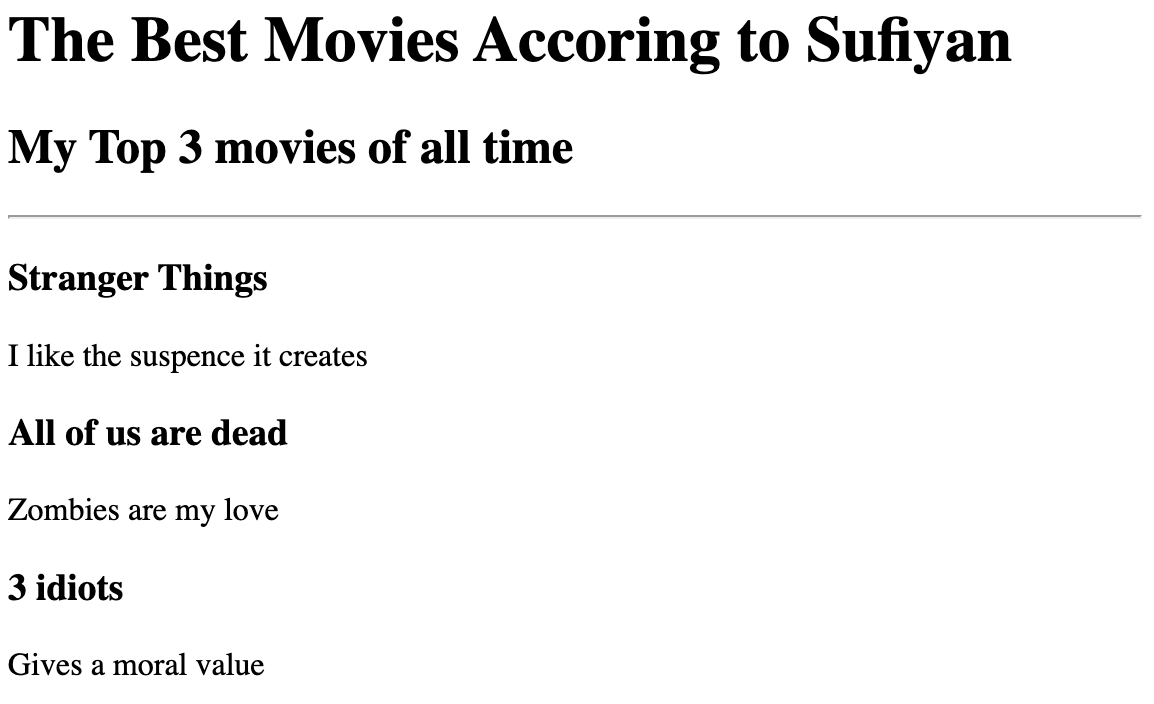 The Best Movies Accoring to Sufiyan
My Top 3 movies of all time
Stranger Things
I like the suspence it creates
All of us are dead
Zombies are my love
3 idiots
Gives a moral value